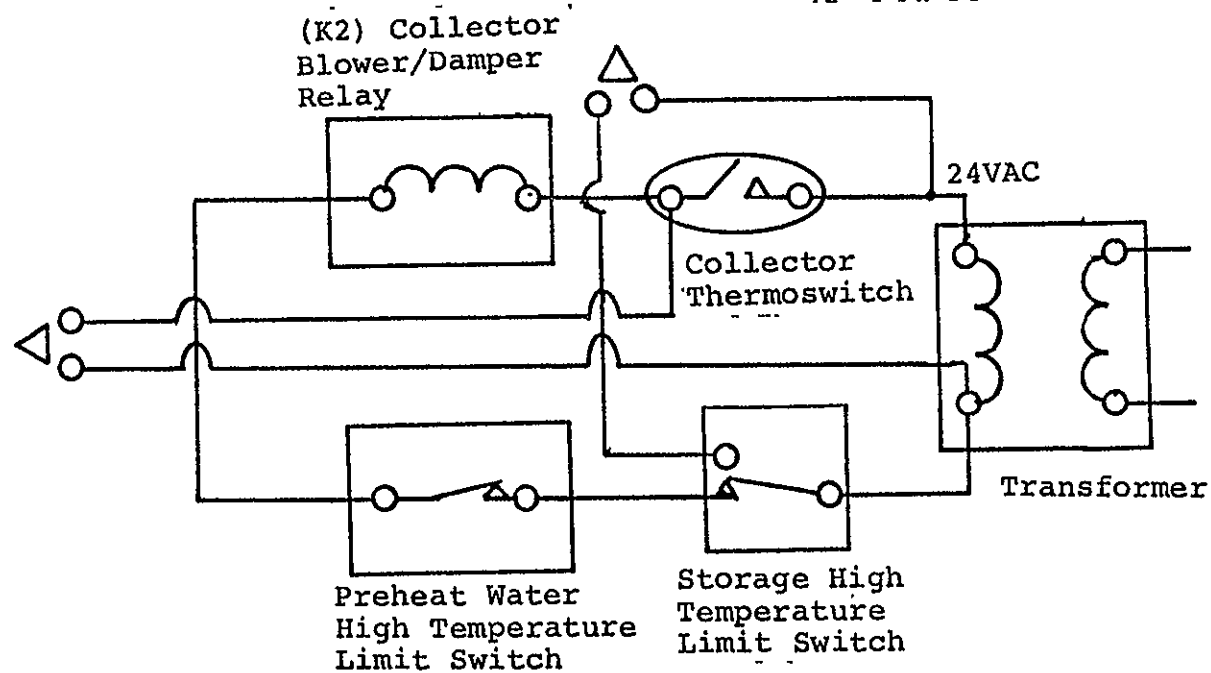 (K2) Collector
Blower/Damper
Relay
24VAC
Collector
Thermoswitch
Transformer
Preheat Water
High Temperature
Limit Switch
Storage High
Temperature
Limit Switch